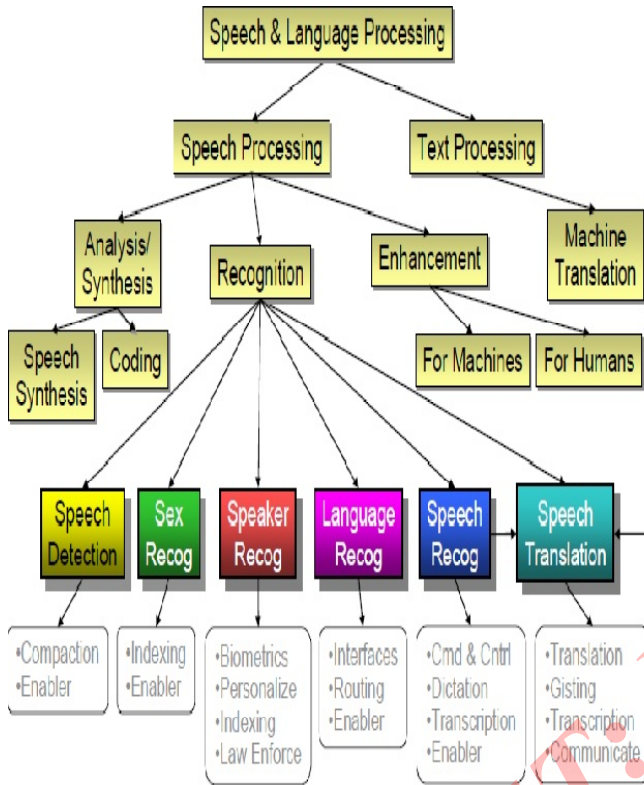 Speech & Language Processing
Speech Processing
Text Processing
Analysis/
Synthesis
Recognition
Enhancement
Machine
Translation
Speech
Synthesis
Coding
For Machines
For Humans
Speech
Detection
Sex
Recog
Speaker
Recog
Language
Recog
Speech
Recog
Speech
Translation
•Compaction
•Enabler
•Indexing
•Enabler
•Biometrics
•Personalize
•Indexing
•Law Enforce
•Interfaces
•Routing
•Enabler
•Cmd & Cntrl
•Dictation
•Transcription
•Enabler
•Translation
•Gisting
•Transcription
•Communicate